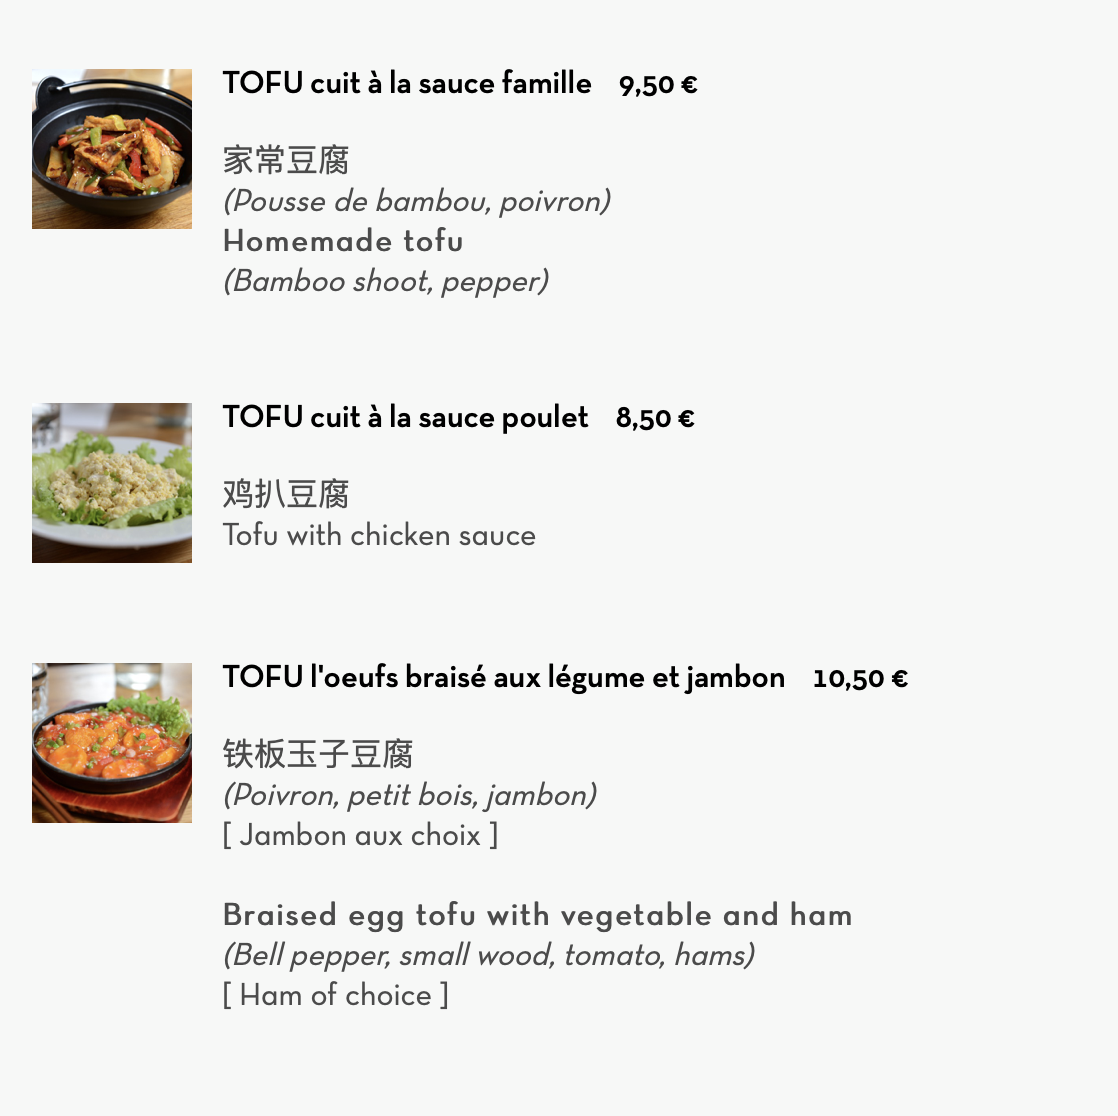 TOFU cuit à la sauce famille 9,50 €
家常豆腐
(Pousse de bambou, poivron)
Homemade tofu
(Bamboo shoot, pepper)
TOFU cuit à la sauce poulet 8,50 €
鸡扒豆腐
Tofu with chicken sauce
TOFU l'oeufs braisé aux légume et jambon 10,50 €
铁板玉子豆腐
(Poivron, petit bois, jambon)
[ Jambon aux choix ]
Braised egg tofu with vegetable and ham
(Bell pepper, small wood, tomato, hams)
[ Ham of choice ]